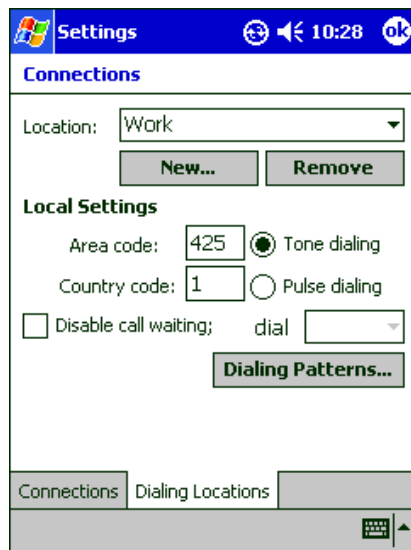 Settings 10:28 ok
Connections
Location: Work
New... Remove
Local Settings
Area code: 425 Tone dialing
Country code: 1 Pulse dialing
Disable call waiting; dial
Dialing Patterns...
Connections Dialing Locations